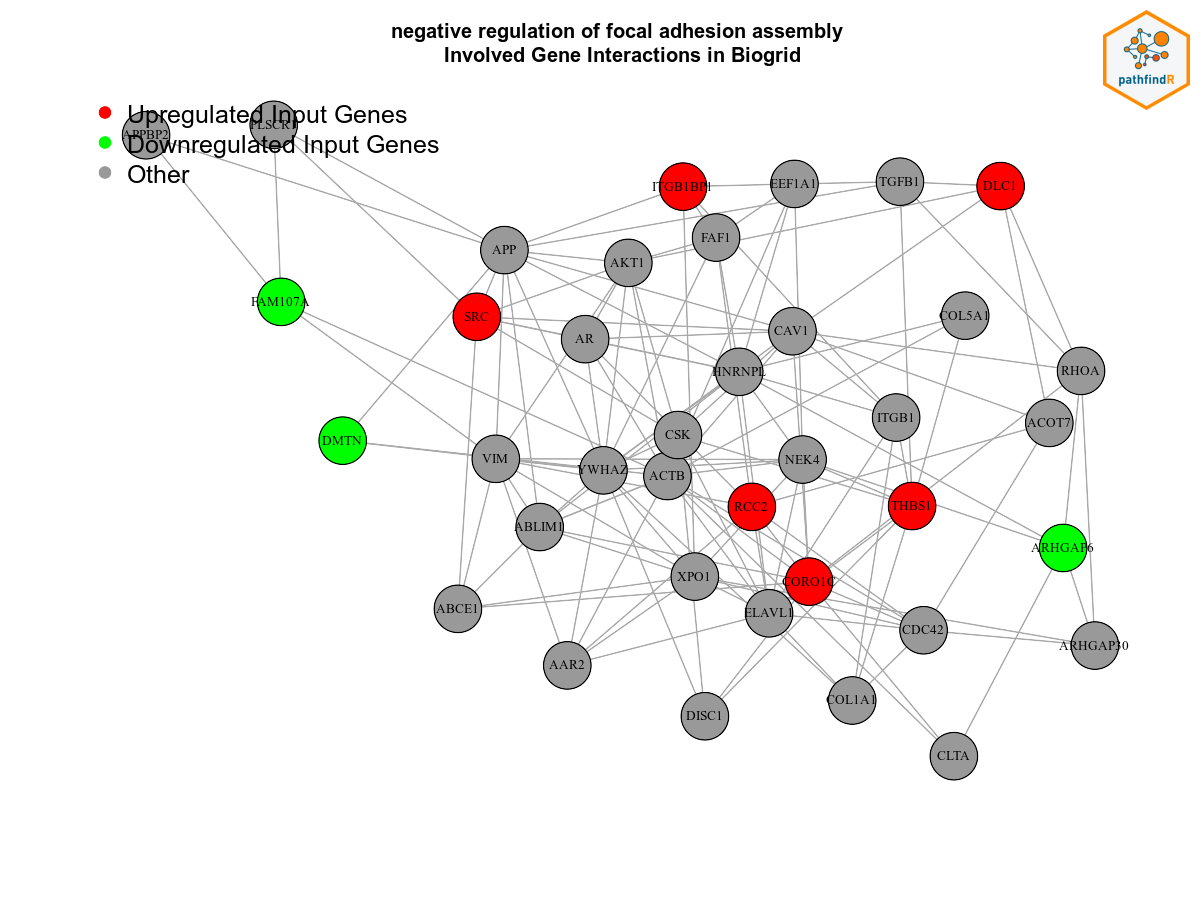 negative regulation of focal adhesion assembly
Involved Gene Interactions in Biogrid
pathfindR
Upregulated Input Genes
Downregulated Input Genes
Other
APPBP2
PLSCR1
ITGB1BP1
EEF1A1
TGFB1
DLC1
FAF1
APP
AKT1
FAM107A
SRC
AR
CAV1
COL5A1
HNRNPL
RHOA
ITGB1
ACOT7
DMTN
CSK
VIM
YWHAZ
ACTB
NEK4
RCC2
THBS1
ABLIM1
ARHGAP6
XPO1
CORO1C
ABCE1
ELAVL1
CDC42
ARHGAP30
AAR2
DISC1
COL1A1
CLTA